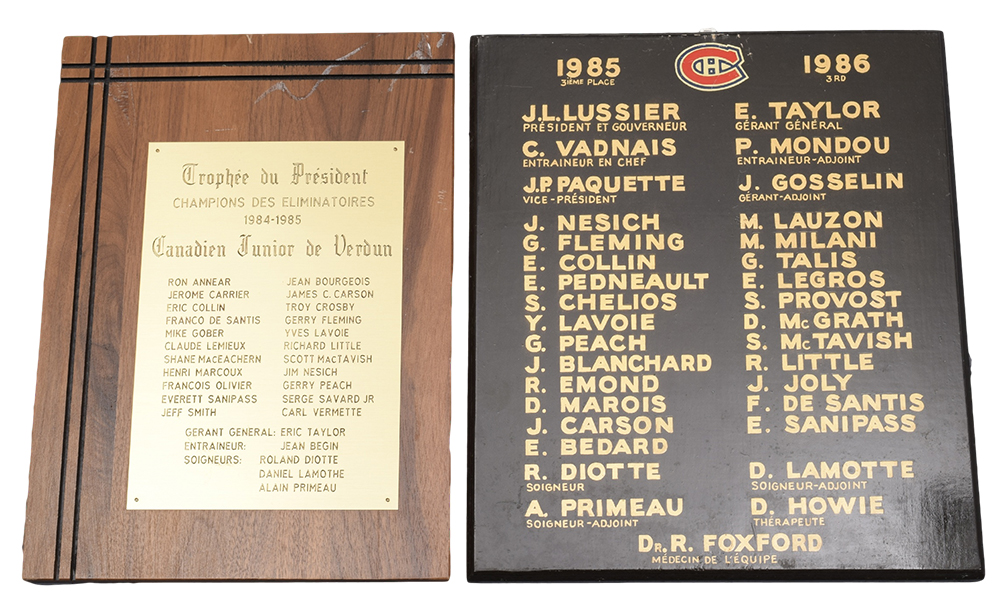 Trophée du Président
CHAMPIONS DES ELIMINATOIRES
1984-1985
Canadien Junior de Verdun
RON ANNEAR
JEROME CARRIER
ERIC COLLIN
FRANCO DE SANTIS
MIKE GOBER
CLAUDE LEMIEUX
SHANE MACEACHERN
HENRI MARCOUX
FRANCOIS OLIVIER
EVERETT SANIPASS
JEFF SMITH
JEAN BOURGEOIS
JAMES C. CARSON
TROY CROSBY
GERRY FLEMING
YVES LAVOIE
RICHARD LITTLE
SCOTT MACTAVISH
JIM NESICH
GERRY PEACH
SERGE SAVARD JR
CARL VERMETTE
GERANT GENERAL: ERIC TAYLOR
ENTRAINEUR: JEAN BEGIN
SOIGNEURS: ROLAND DIOTTE
DANIEL LAMOTHE
ALAIN PRIMEAU
1985
3IÈME PLACE
J.L. LUSSIER
PRÉSIDENT ET GOUVERNEUR
C. VADNAIS
ENTRAINEUR EN CHEF
J.P. PAQUETTE
VICE-PRÉSIDENT
J. NESICH
G. FLEMING
E. COLLIN
E. PEDNEAULT
S. CHELIOS
Y. LAVOIE
G. PEACH
J. BLANCHARD
R. EMOND
D. MAROIS
J. CARSON
E. BEDARD
R. DIOTTE
SOIGNEUR
A. PRIMEAU
SOIGNEUR-ADJOINT
CH
1986
3RD
E. TAYLOR
GÉRANT GÉNÉRAL
P. MONDOU
ENTRAINEUR-ADJOINT
J. GOSSELIN
GÉRANT-ADJOINT
M. LAUZON
M. MILANI
G. TALIS
E. LEGROS
S. PROVOST
D. McGRATH
S. McTAVISH
R. LITTLE
J. JOLY
F. DE SANTIS
E. SANIPASS
D. LAMOTTE
SOIGNEUR-ADJOINT
D. HOWIE
THÉRAPEUTE
DR. R. FOXFORD
MÉDECIN DE L'ÉQUIPE